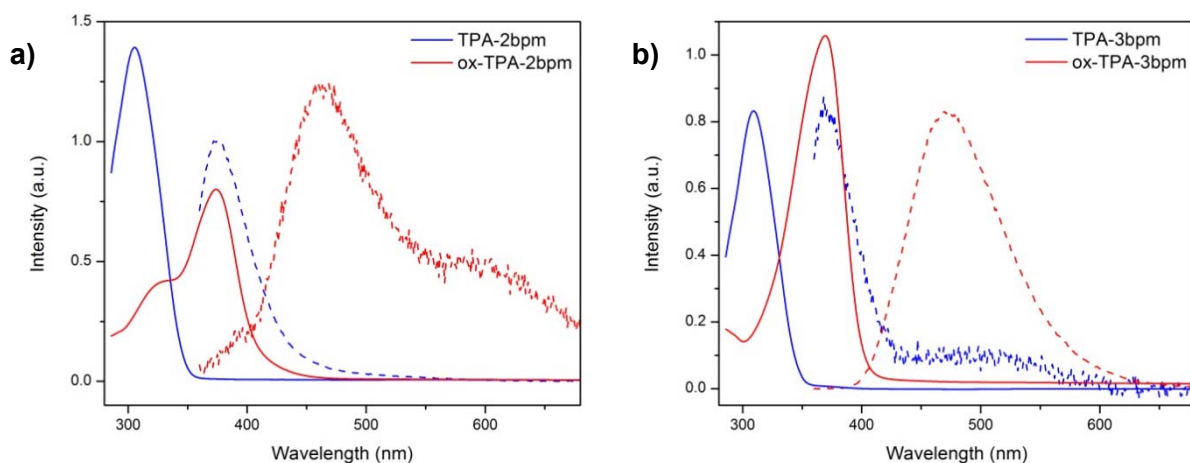 a)
1.5
1.0
0.5
0.0
Intensity (a.u.)
TPA-2bpm
ox-TPA-2bpm
300 400 500 600
Wavelength (nm)
b)
1.0
0.8
0.6
0.4
0.2
0.0
Intensity (a.u.)
TPA-3bpm
ox-TPA-3bpm
300 400 500 600
Wavelength (nm)